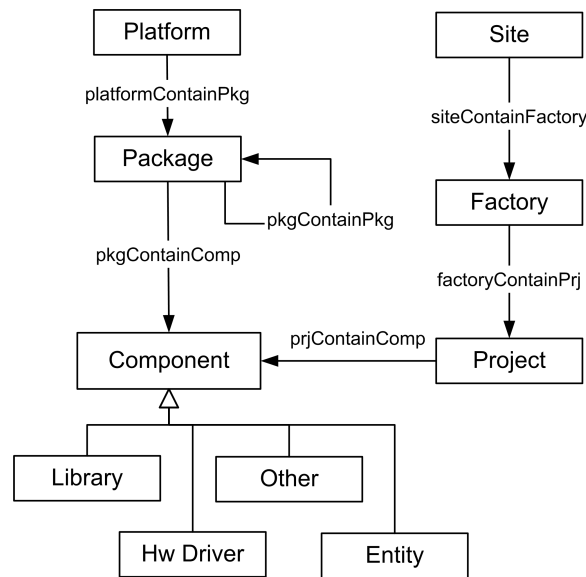 Platform
Site
platformContainPkg
siteContainFactory
Package
Factory
pkgContainPkg
pkgContainComp
factoryContainPrj
prjContainComp
Component
Project
Library
Other
Hw Driver
Entity